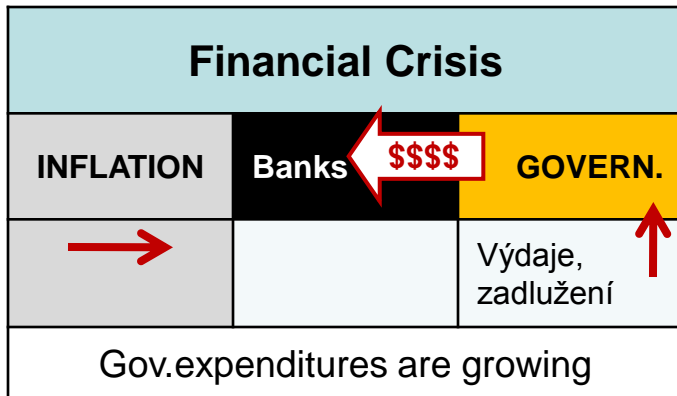 Financial Crisis
INFLATION
Banks
$$$$
GOVERN.
Výdaje,
zadlužení
Gov.expenditures are growing